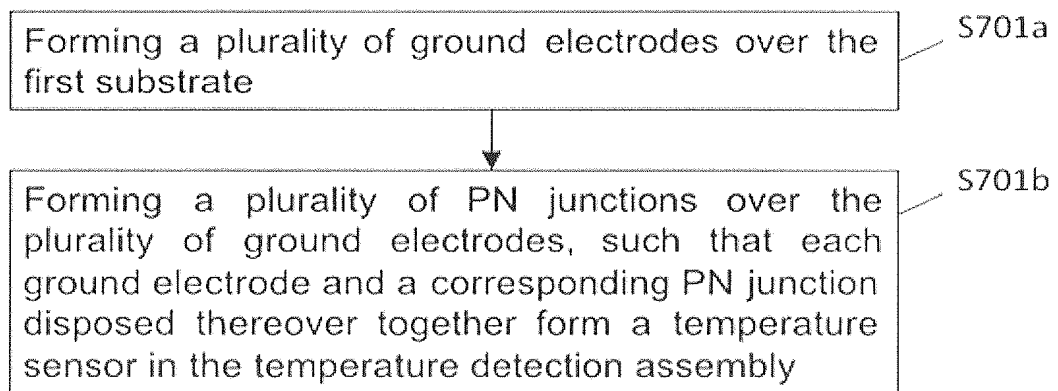 Forming a plurality of ground electrodes over the
first substrate
S701a
Forming a plurality of PN junctions over the
plurality of ground electrodes, such that each
ground electrode and a corresponding PN junction
disposed thereover together form a temperature
sensor in the temperature detection assembly
S701b